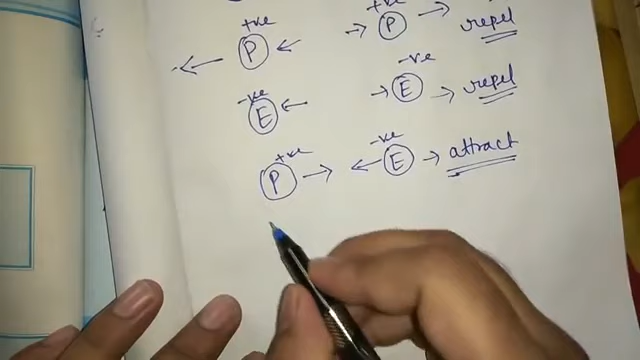 +ve +ve
← P ← → P → repel
-ve -ve
E ← → E → repel
+ve -ve
P → ← E → attract